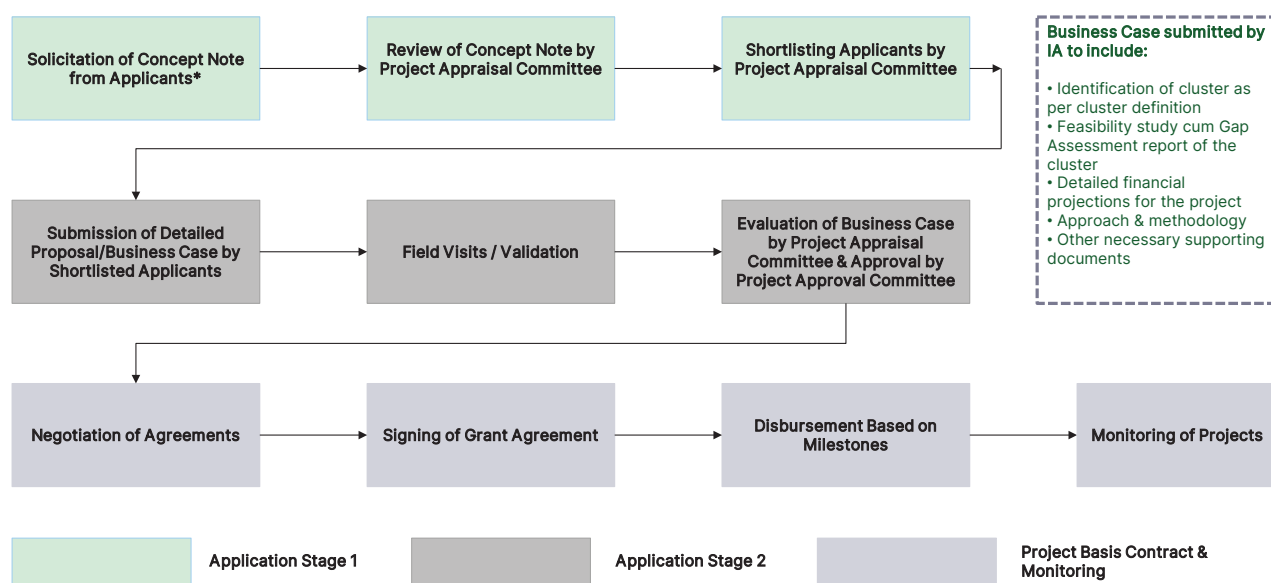 Solicitation of Concept Note
from Applicants*
Review of Concept Note by
Project Appraisal Committee
Shortlisting Applicants by
Project Appraisal Committee
Business Case submitted by
IA to include:
• Identification of cluster as
per cluster definition
• Feasibility study cum Gap
Assessment report of the
cluster
• Detailed financial
projections for the project
• Approach & methodology
• Other necessary supporting
documents
Submission of Detailed
Proposal/Business Case by
Shortlisted Applicants
Field Visits / Validation
Evaluation of Business Case
by Project Appraisal
Committee & Approval by
Project Approval Committee
Negotiation of Agreements
Signing of Grant Agreement
Disbursement Based on
Milestones
Monitoring of Projects
Application Stage 1
Application Stage 2
Project Basis Contract &
Monitoring